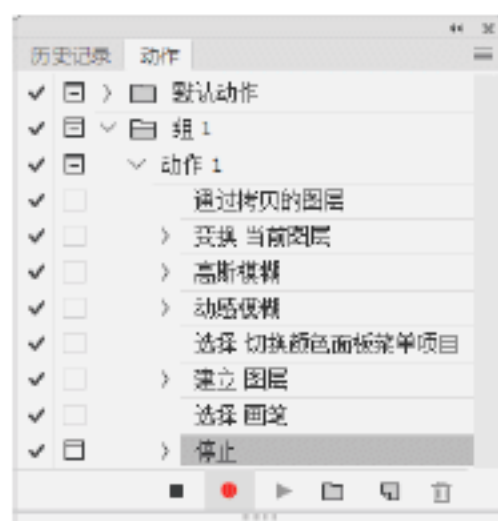 历史记录 动作
默认动作
组 1
动作 1
通过拷贝的图层
变换 当前图层
高斯模糊
动感模糊
选择 切换颜色面板菜单项目
建立 图层
选择 画笔
停止